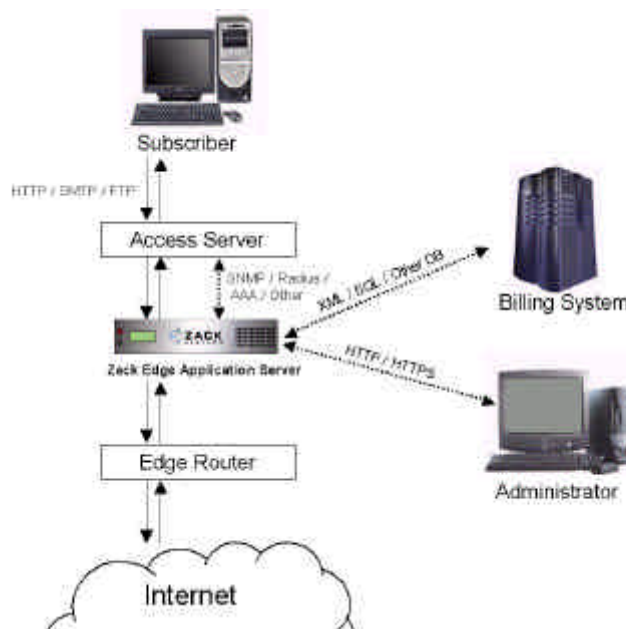 Subscriber
HTTP / SMTP / FTP
Access Server
SNMP / Radius /
AAA / Other
XML / SQL / Other DB
Billing System
ZACK
Zack Edge Application Server
HTTP / HTTPS
Edge Router
Administrator
Internet